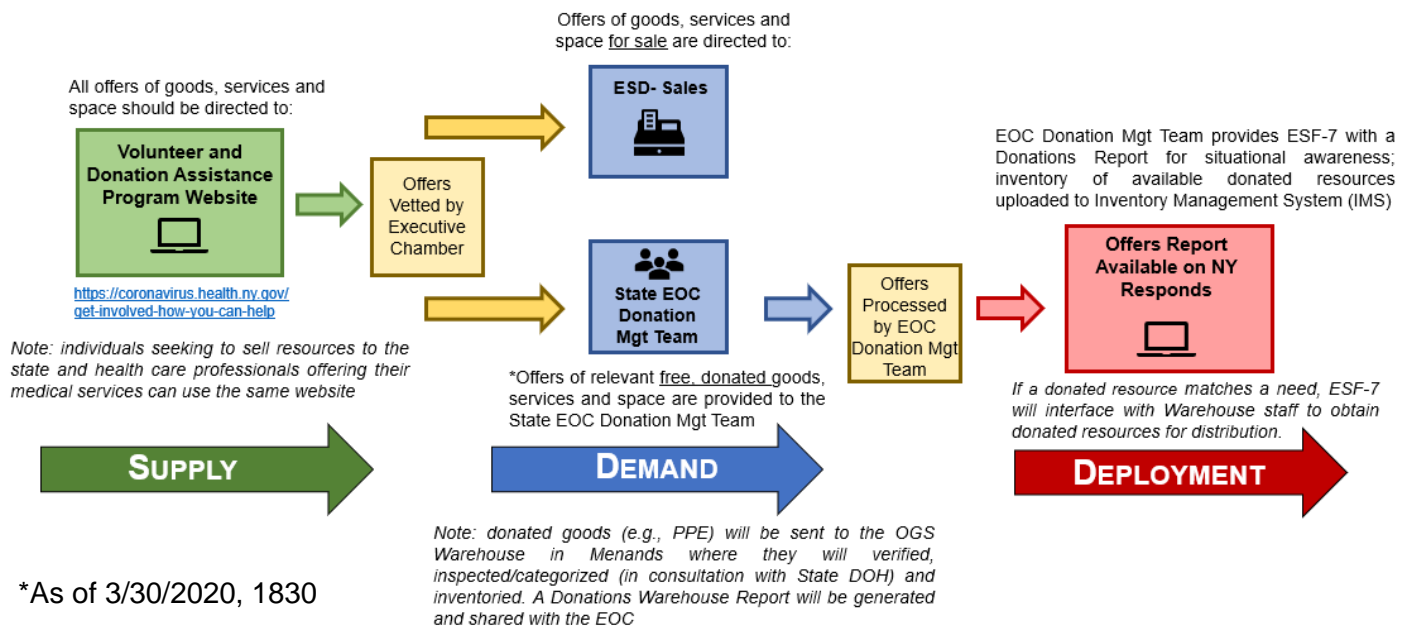 All offers of goods, services and
space should be directed to:
Volunteer and
Donation Assistance
Program Website
https://coronavirus.health.ny.gov/
get-involved-how-you-can-help
Note: individuals seeking to sell resources to the
state and health care professionals offering their
medical services can use the same website
Offers
Vetted by
Executive
Chamber
Offers of goods, services and
space for sale are directed to:
ESD- Sales
State EOC
Donation
Mgt Team
*Offers of relevant free, donated goods,
services and space are provided to the
State EOC Donation Mgt Team
Offers
Processed
by EOC
Donation Mgt
Team
EOC Donation Mgt Team provides ESF-7 with a
Donations Report for situational awareness;
inventory of available donated resources
uploaded to Inventory Management System (IMS)
Offers Report
Available on NY
Responds
If a donated resource matches a need, ESF-7
will interface with Warehouse staff to obtain
donated resources for distribution.
SUPPLY
DEMAND
DEPLOYMENT
Note: donated goods (e.g., PPE) will be sent to the OGS
Warehouse in Menands where they will verified,
inspected/categorized (in consultation with State DOH) and
inventoried. A Donations Warehouse Report will be generated
and shared with the EOC
*As of 3/30/2020, 1830